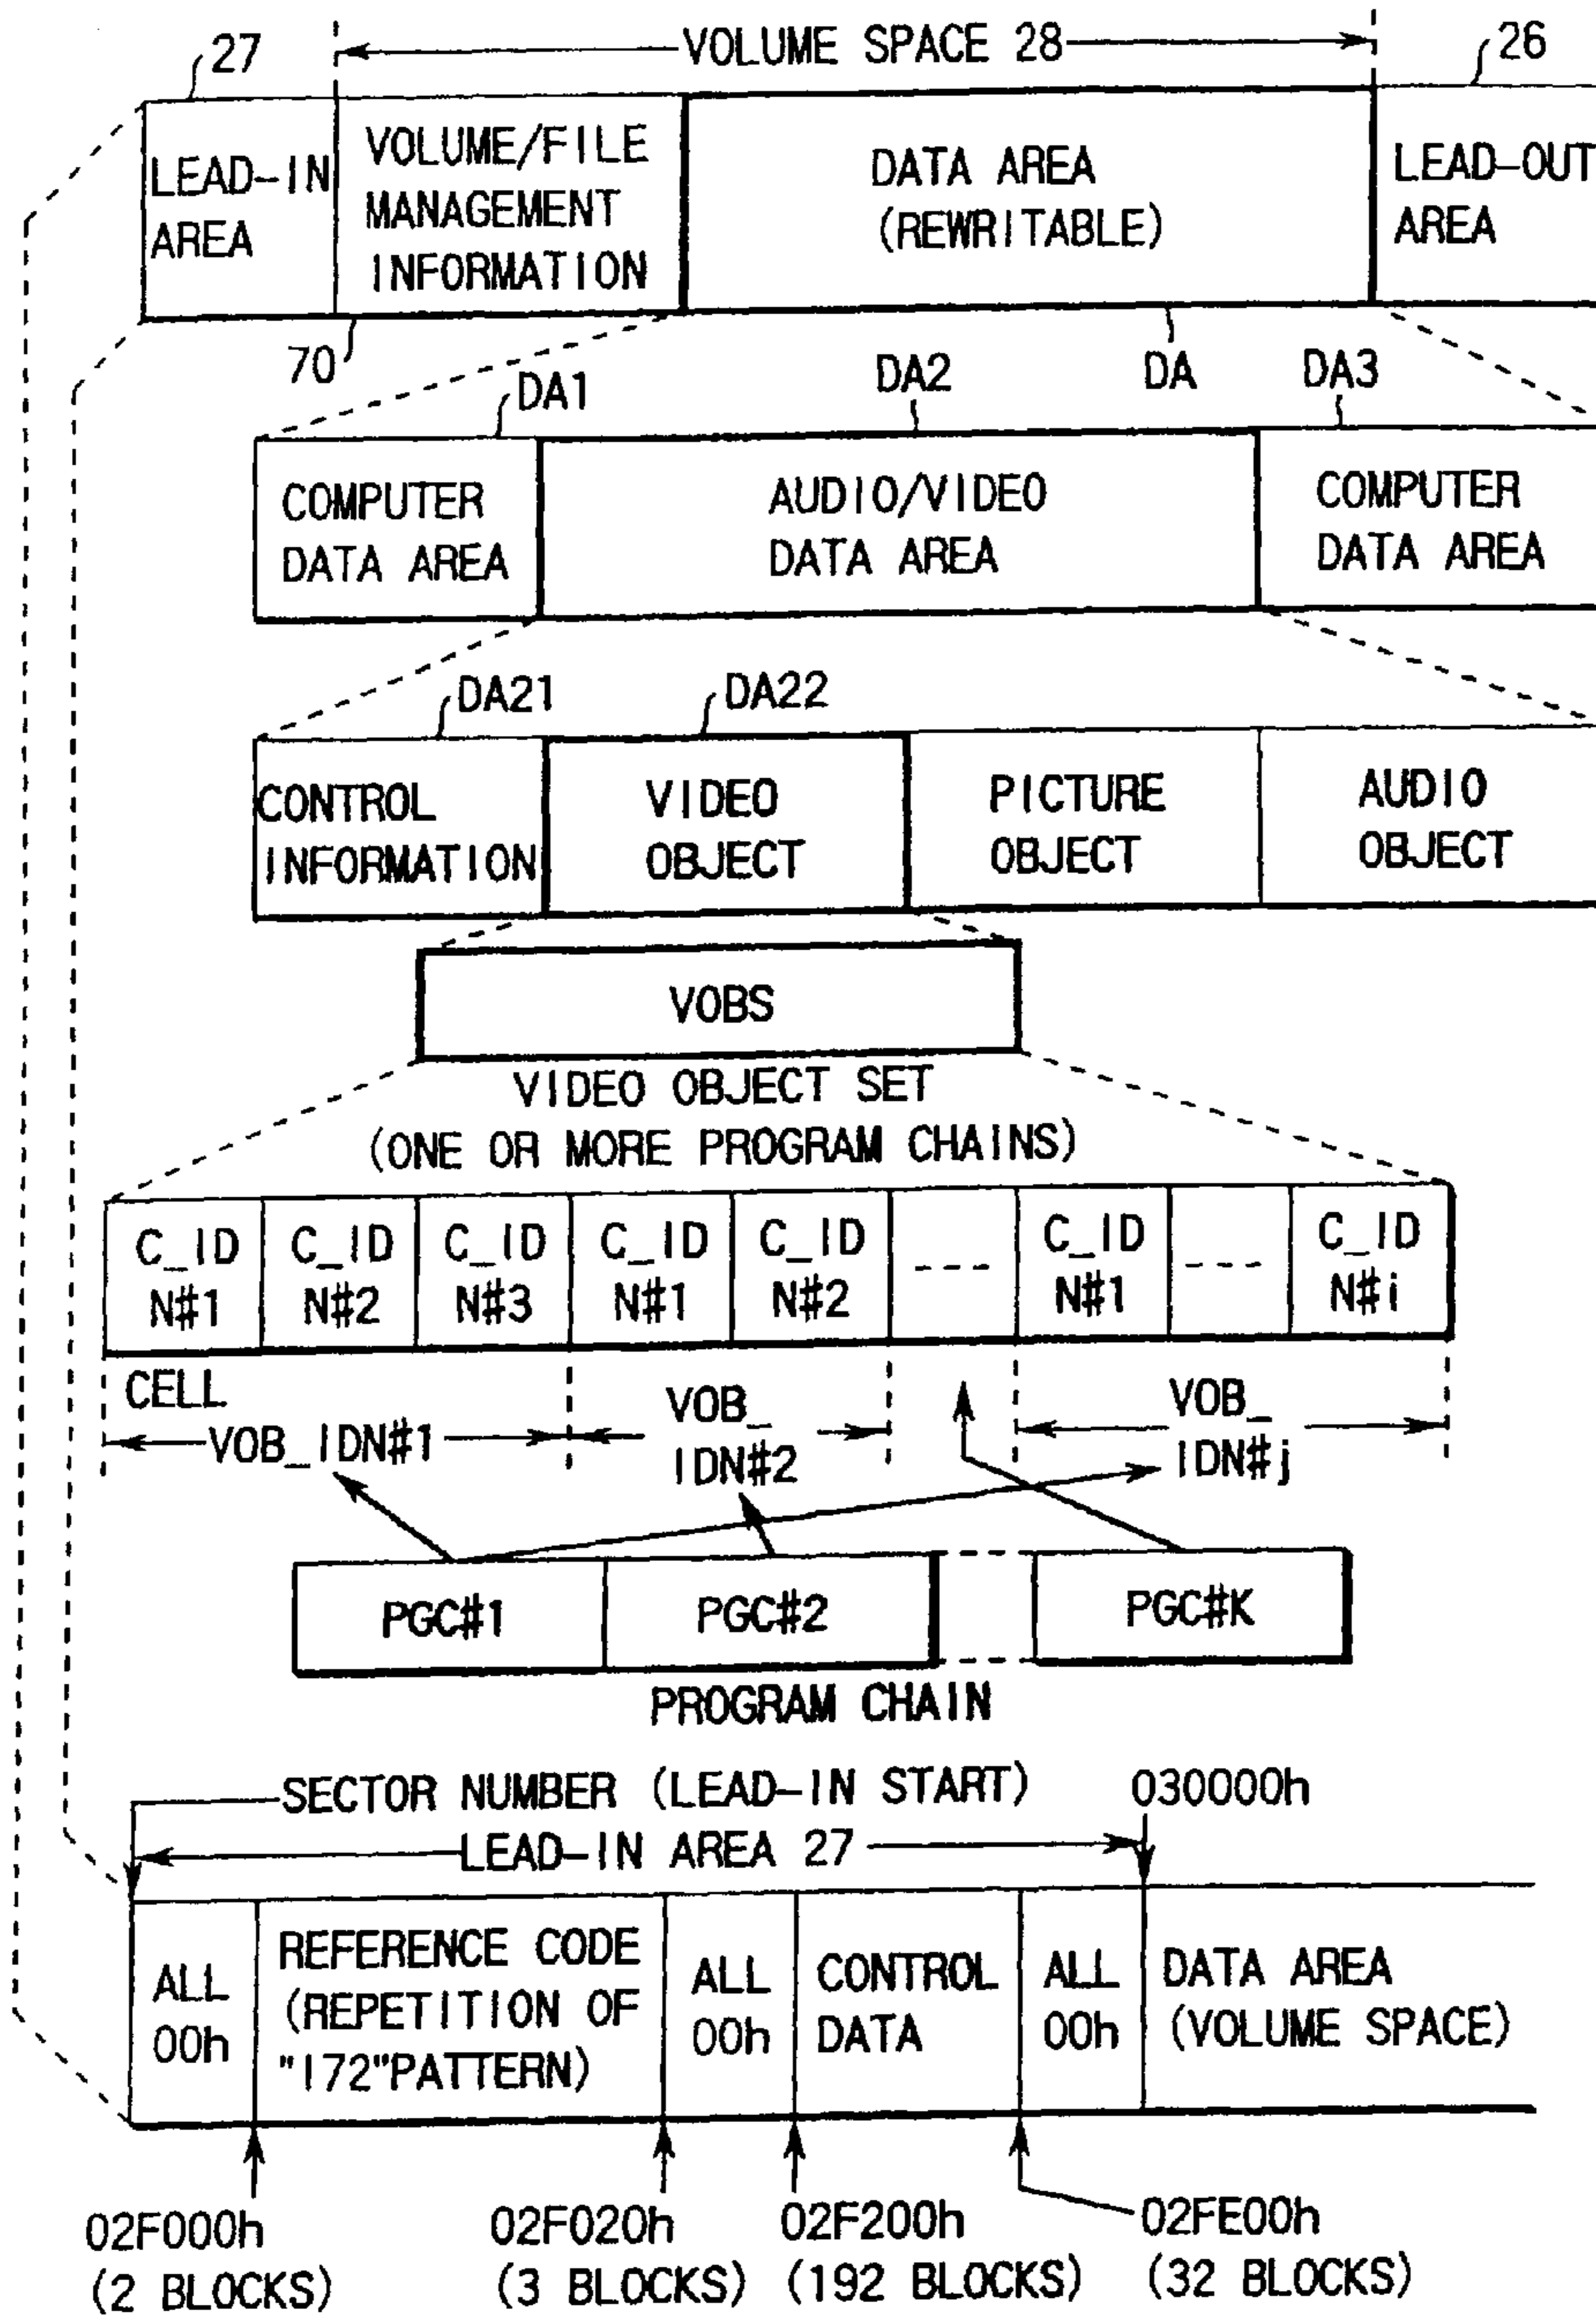 27
VOLUME SPACE 28
26
LEAD-IN
AREA
VOLUME/FILE
MANAGEMENT
INFORMATION
DATA AREA
(REWRITABLE)
LEAD-OUT
AREA
70
DA1
DA2
DA
DA3
COMPUTER
DATA AREA
AUDIO/VIDEO
DATA AREA
COMPUTER
DATA AREA
DA21
DA22
CONTROL
INFORMATION
VIDEO
OBJECT
PICTURE
OBJECT
AUDIO
OBJECT
VOBS
VIDEO OBJECT SET
(ONE OR MORE PROGRAM CHAINS)
C_ID
N#1
C_ID
N#2
C_ID
N#3
C_ID
N#1
C_ID
N#2
----
C_ID
N#1
----
C_ID
N#i
CELL
VOB_IDN#1
VOB_
IDN#2
VOB_
IDN#j
PGC#1
PGC#2
PGC#K
PROGRAM CHAIN
SECTOR NUMBER (LEAD-IN START)
030000h
LEAD-IN AREA 27
ALL
00h
REFERENCE CODE
(REPETITION OF
"172"PATTERN)
ALL
00h
CONTROL
DATA
ALL
00h
DATA AREA
(VOLUME SPACE)
02F000h
(2 BLOCKS)
02F020h
(3 BLOCKS)
02F200h
(192 BLOCKS)
02FE00h
(32 BLOCKS)